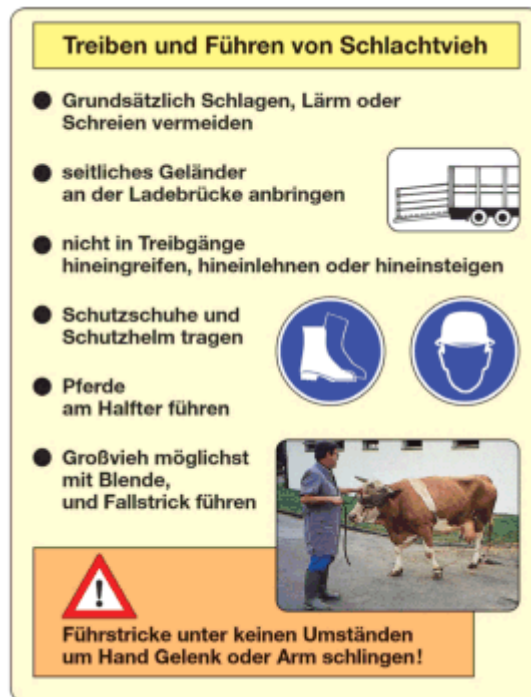 Treiben und Führen von Schlachtvieh
● Grundsätzlich Schlagen, Lärm oder
Schreien vermeiden
● seitliches Geländer
an der Ladebrücke anbringen
● nicht in Treibgänge
hineingreifen, hineinlehnen oder hineinsteigen
● Schutzschuhe und
Schutzhelm tragen
● Pferde
am Halfter führen
● Großvieh möglichst
mit Blende,
und Fallstrick führen
Führstricke unter keinen Umständen
um Hand Gelenk oder Arm schlingen!